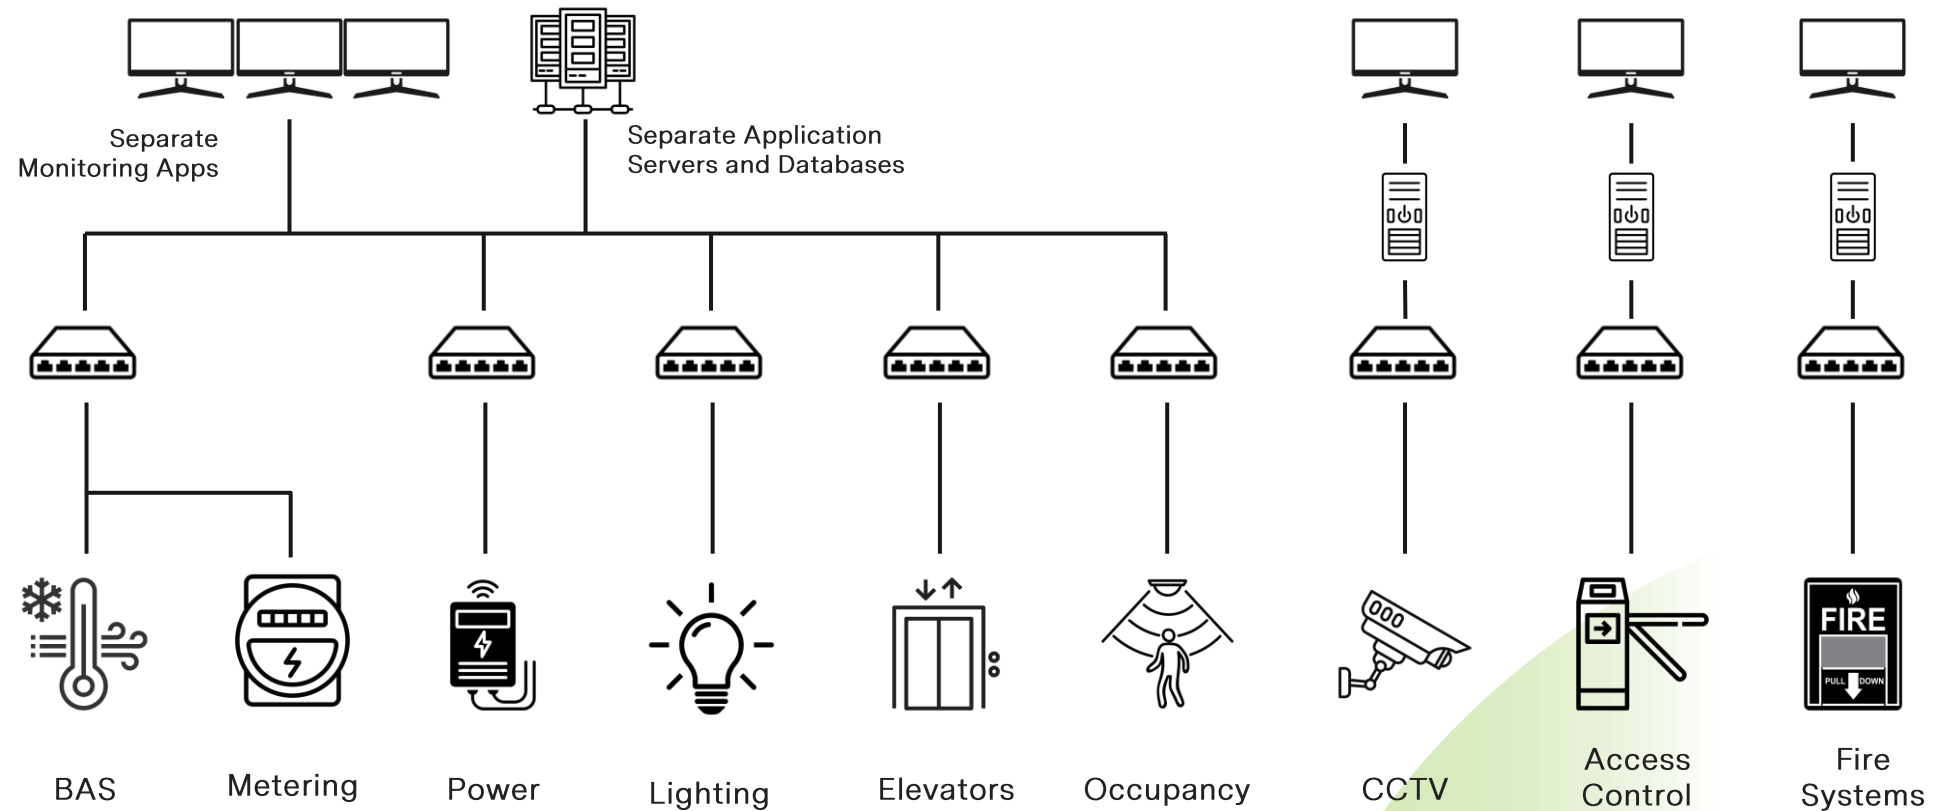 Separate
Monitoring Apps
Separate Application
Servers and Databases
FIRE
PULL DOWN
BAS
Metering
Power
Lighting
Elevators
Occupancy
CCTV
Access
Control
Fire
Systems